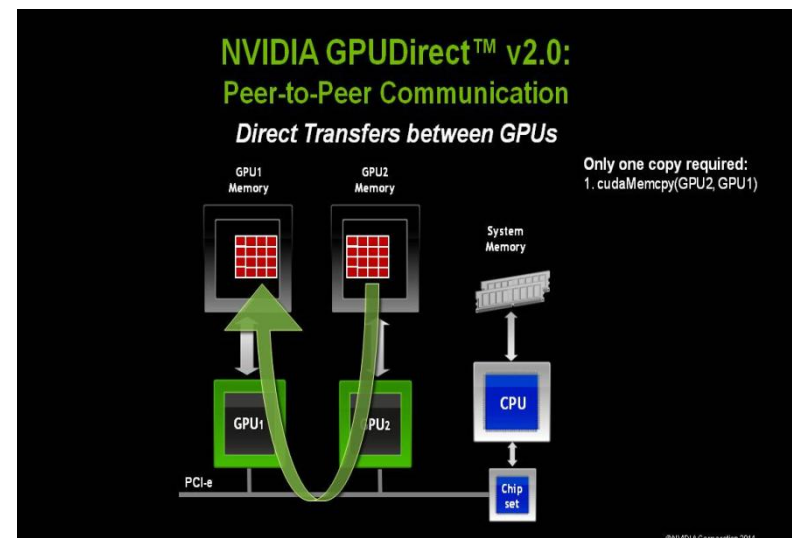 NVIDIA GPUDirect™ v2.0:
Peer-to-Peer Communication
Direct Transfers between GPUs
Only one copy required:
1. cudaMemcpy(GPU2, GPU1)
GPU1
Memory
GPU2
Memory
System
Memory
GPU1
GPU2
CPU
PCI-e
Chip
set